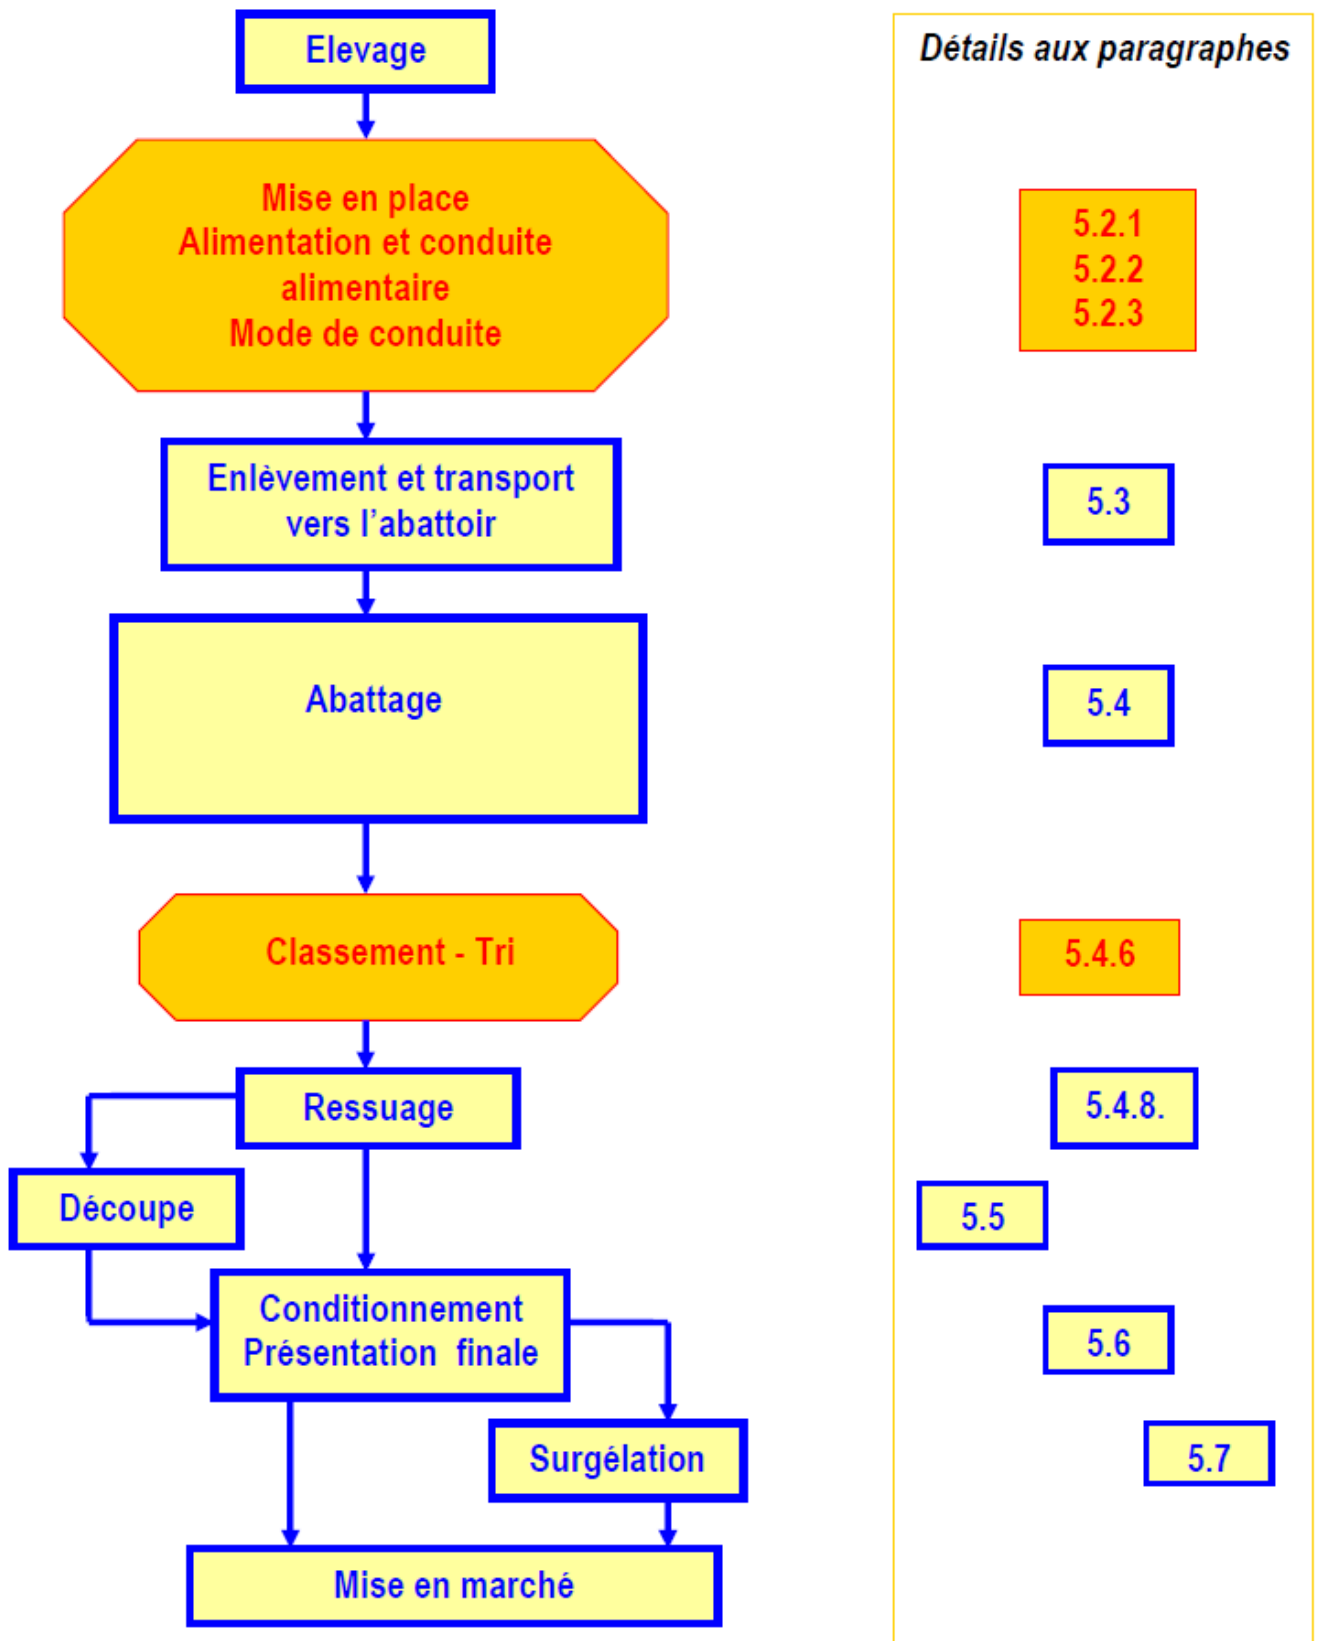 Elevage
Détails aux paragraphes
Mise en place
Alimentation et conduite
alimentaire
Mode de conduite
5.2.1
5.2.2
5.2.3
Enlèvement et transport
vers l'abattoir
5.3
Abattage
5.4
Classement - Tri
5.4.6
Ressuage
5.4.8.
Découpe
5.5
Conditionnement
Présentation finale
5.6
Surgélation
5.7
Mise en marché